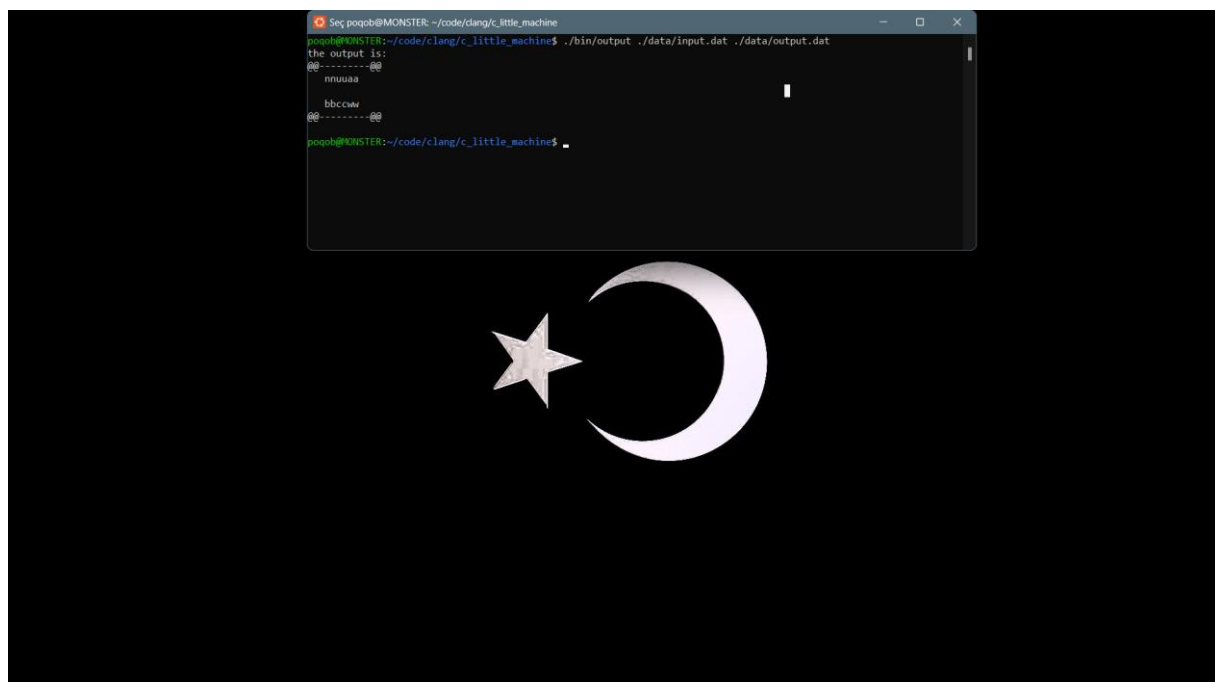 Seç poqob@MONSTER: ~/code/clang/c_little_machine
poqob@MONSTER:~/code/clang/c_little_machine$ ./bin/output ./data/input.dat ./data/output.dat
the output is:
@@---------@@
   nnuuaa
   bbccww
@@---------@@
poqob@MONSTER:~/code/clang/c_little_machine$